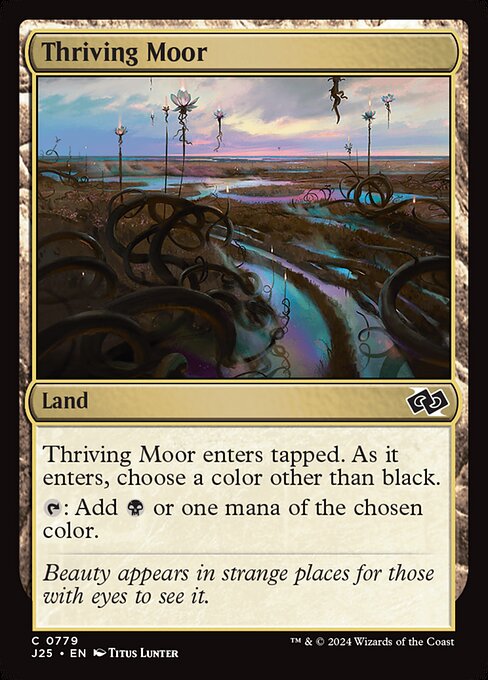 Thriving Moor
Land
Thriving Moor enters tapped. As it
enters, choose a color other than black.
: Add or one mana of the chosen
color.
Beauty appears in strange places for those
with eyes to see it.
C 0779
J25 • EN Titus Lunter
™ & © 2024 Wizards of the Coast